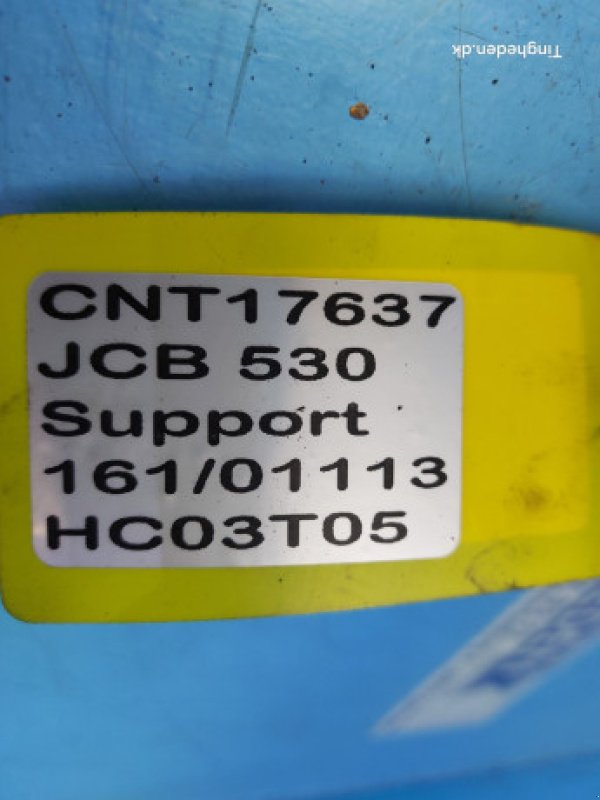 Tingheden.dk
CNT17637
JCB 530
Support
161/01113
HC03T05